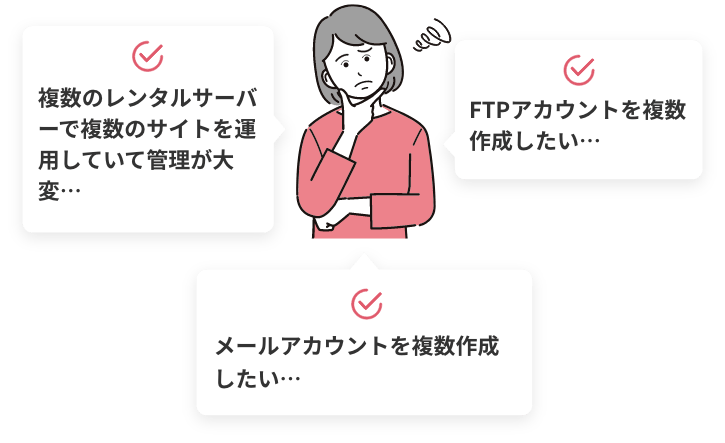 複数のレンタルサーバ
ーで複数のサイトを運
用していて管理が大
変…
FTPアカウントを複数
作成したい…
メールアカウントを複数作成
したい…